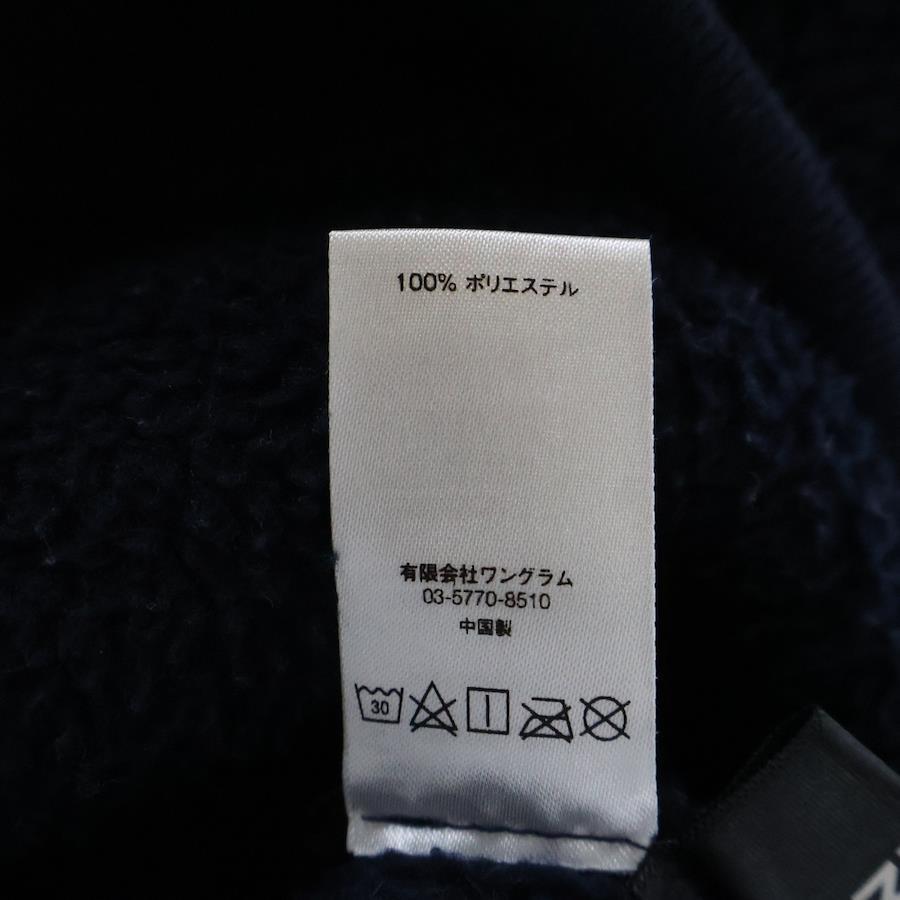 100% ポリエステル
有限会社ワングラム
03-5770-8510
中国製
30